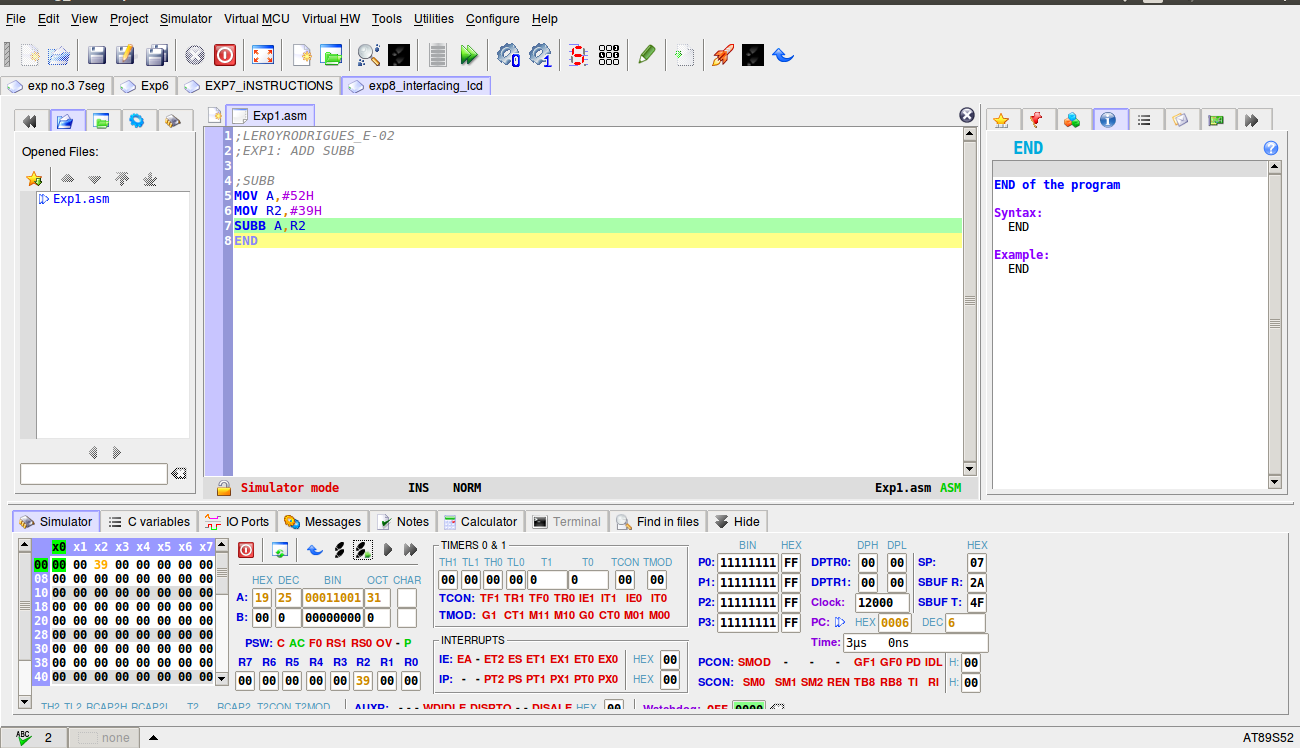 File Edit View Project Simulator Virtual MCU Virtual HW Tools Utilities Configure Help
exp no.3 7seg Exp6 EXP7_iNSTRUCTIONS exp8_interfacing_lcd
Exp1.asm
Opened Files:
Exp1.asm
1 ;LEROYRODRIGUES_E-02
2 ;EXP1: ADD SUBB
3
4 ;SUBB
5 MOV A,#52H
6 MOV R2,#39H
7 SUBB A,R2
8 END
Simulator mode INS NORM Exp1.asm ASM
END
END of the program
Syntax:
END
Example:
END
Simulator C variables IO Ports Messages Notes Calculator Terminal Find in files Hide
x0 x1 x2 x3 x4 x5 x6 x7
00 00 00 39 00 00 00 00 00
08 00 00 00 00 00 00 00 00
10 00 00 00 00 00 00 00 00
18 00 00 00 00 00 00 00 00
20 00 00 00 00 00 00 00 00
28 00 00 00 00 00 00 00 00
30 00 00 00 00 00 00 00 00
38 00 00 00 00 00 00 00 00
40 00 00 00 00 00 00 00 00
HEX DEC BIN OCT CHAR
A: 19 25 00011001 31
B: 00 0 00000000 0
PSW: C AC F0 RS1 RS0 OV - P
R7 R6 R5 R4 R3 R2 R1 R0
00 00 00 00 00 39 00 00
TIMERS 0 & 1
TH1 TL1 TH0 TL0 T1 T0 TCON TMOD
00 00 00 00 0 0 00 00
TCON: TF1 TR1 TF0 TR0 IE1 IT1 IE0 IT0
TMOD: G1 CT1 M11 M10 G0 CT0 M01 M00
INTERRUPTS
IE: EA - ET2 ES ET1 EX1 ET0 EX0 HEX 00
IP: - - PT2 PS PT1 PX1 PT0 PX0 HEX 00
BIN HEX
P0: 11111111 FF
P1: 11111111 FF
P2: 11111111 FF
P3: 11111111 FF
DPH DPL
DPTR0: 00 00
DPTR1: 00 00
Clock: 12000
PC: HEX 0006 DEC 6
Time: 3µs 0ns
HEX
SP: 07
SBUF R: 2A
SBUF T: 4F
PCON: SMOD - - - GF1 GF0 PD IDL H: 00
SCON: SM0 SM1 SM2 REN TB8 RB8 TI RI H: 00
TH2 TL2 RCAP2H RCAP2L T2 RCAP2 T2CON T2MOD
AUXR: - - - WDIDLE DISRTO - - DISALE HEX 00
Watchdog: OFF 0000
ABC 2 none AT89S52